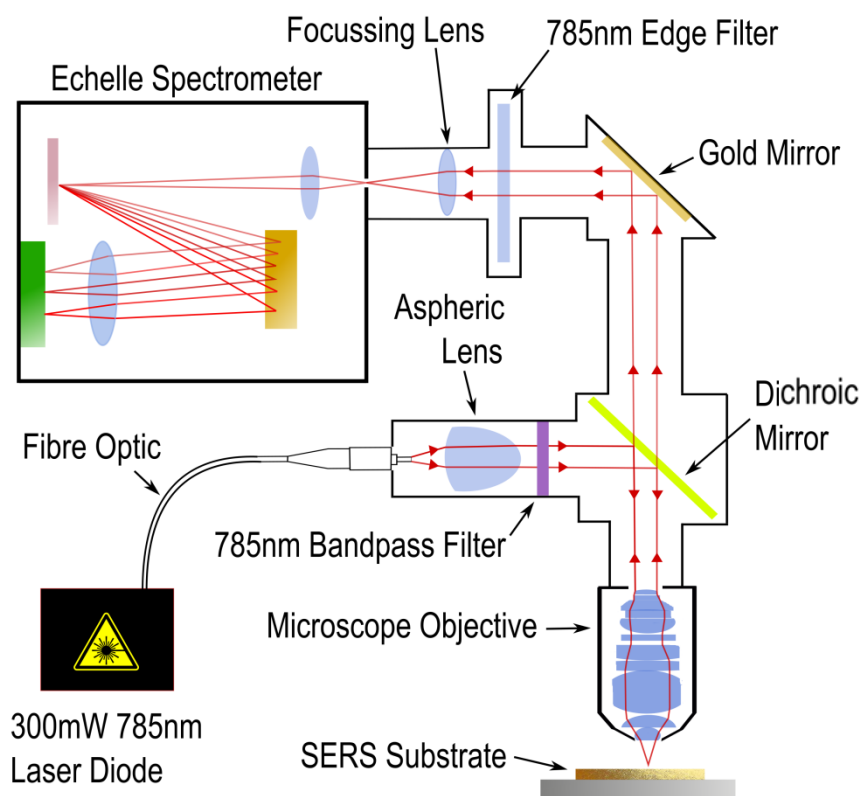 Focussing Lens
785nm Edge Filter
Echelle Spectrometer
Gold Mirror
Aspheric
Lens
Dichroic
Mirror
Fibre Optic
785nm Bandpass Filter
Microscope Objective
300mW 785nm
Laser Diode
SERS Substrate